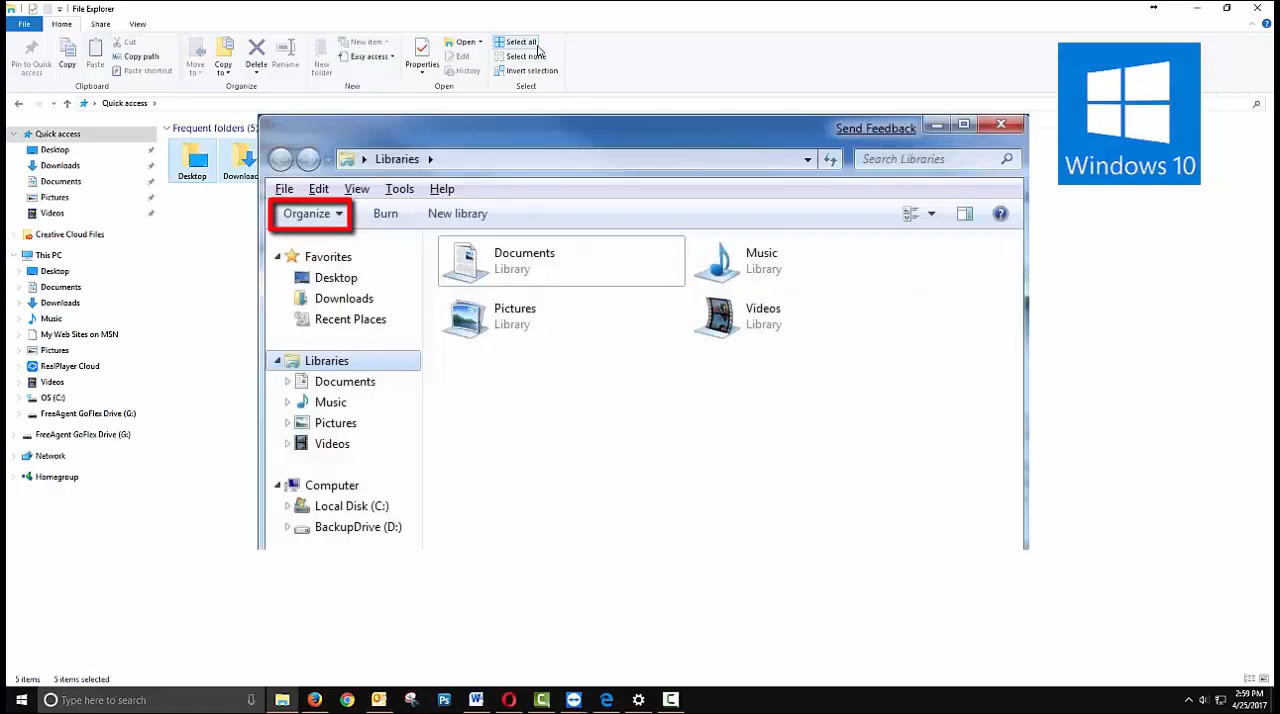 File Explorer
File Home Share View
Pin to Quick access
Copy
Paste
Cut
Copy path
Paste shortcut
Move to
Copy to
Delete
Rename
New folder
New item
Easy access
Properties
Open
Edit
History
Select all
Select none
Invert selection
Clipboard Organize New Open Select
Quick access
Quick access
Desktop
Downloads
Documents
Pictures
Videos
Creative Cloud Files
This PC
Desktop
Documents
Downloads
Music
My Web Sites on MSN
Pictures
RealPlayer Cloud
Videos
OS (C:)
FreeAgent GoFlex Drive (G:)
FreeAgent GoFlex Drive (G:)
Network
Homegroup
Frequent folders (5)
Desktop
Send Feedback
Libraries
Search Libraries
File Edit View Tools Help
Organize Burn New library
Favorites
Desktop
Downloads
Recent Places
Libraries
Documents
Music
Pictures
Videos
Computer
Local Disk (C:)
BackupDrive (D:)
Documents
Library
Music
Library
Pictures
Library
Videos
Library
Windows 10
5 items 5 items selected
Type here to search
2:59 PM
4/25/2017